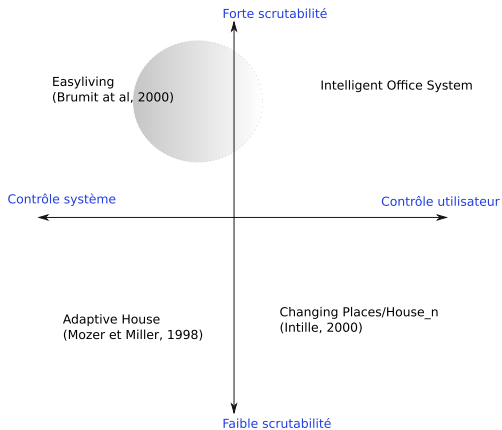 Forte scrutabilité
Easyliving
(Brumit at al, 2000)
Intelligent Office System
Contrôle système
Contrôle utilisateur
Adaptive House
(Mozer et Miller, 1998)
Changing Places/House_n
(Intille, 2000)
Faible scrutabilité